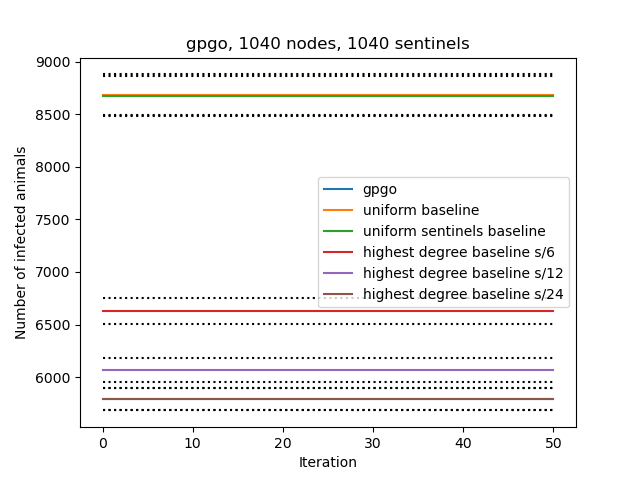 gpgo, 1040 nodes, 1040 sentinels
9000
8500
8000
7500
7000
6500
6000
Number of infected animals
gpgo
uniform baseline
uniform sentinels baseline
highest degree baseline s/6
highest degree baseline s/12
highest degree baseline s/24
0 10 20 30 40 50
Iteration